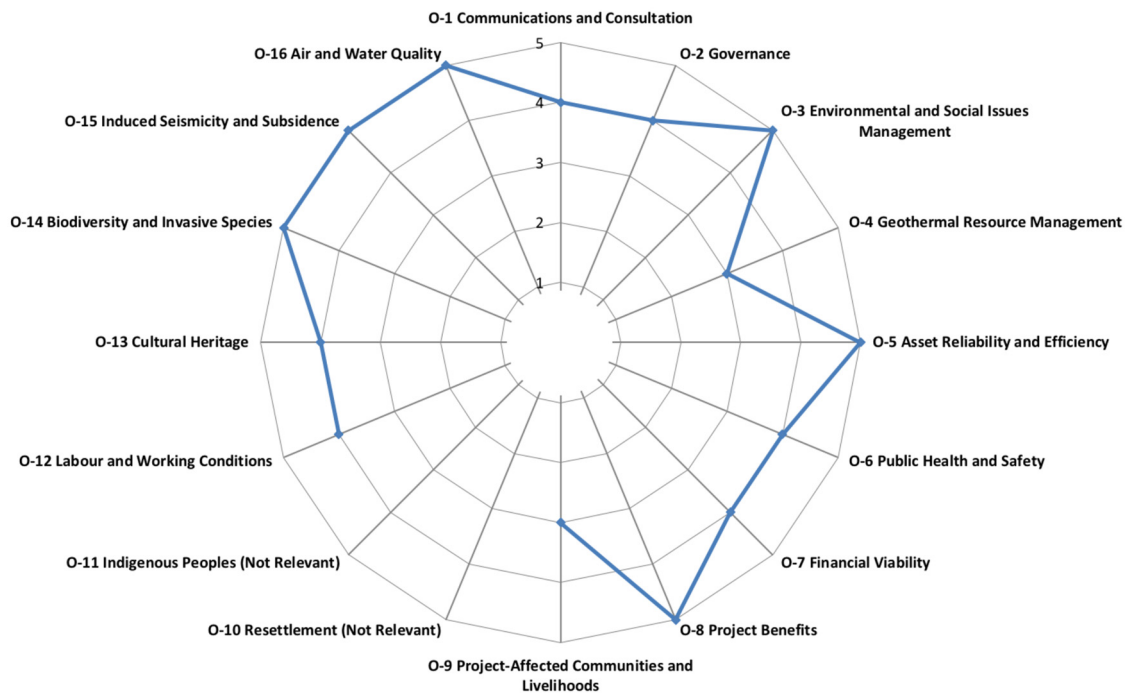 O-1 Communications and Consultation
O-16 Air and Water Quality
5
O-2 Governance
O-15 Induced Seismicity and Subsidence
4
O-3 Environmental and Social Issues
Management
3
O-14 Biodiversity and Invasive Species
2
O-4 Geothermal Resource Management
1
O-13 Cultural Heritage
O-5 Asset Reliability and Efficiency
O-12 Labour and Working Conditions
O-6 Public Health and Safety
O-11 Indigenous Peoples (Not Relevant)
O-7 Financial Viability
O-10 Resettlement (Not Relevant)
O-8 Project Benefits
O-9 Project-Affected Communities and
Livelihoods